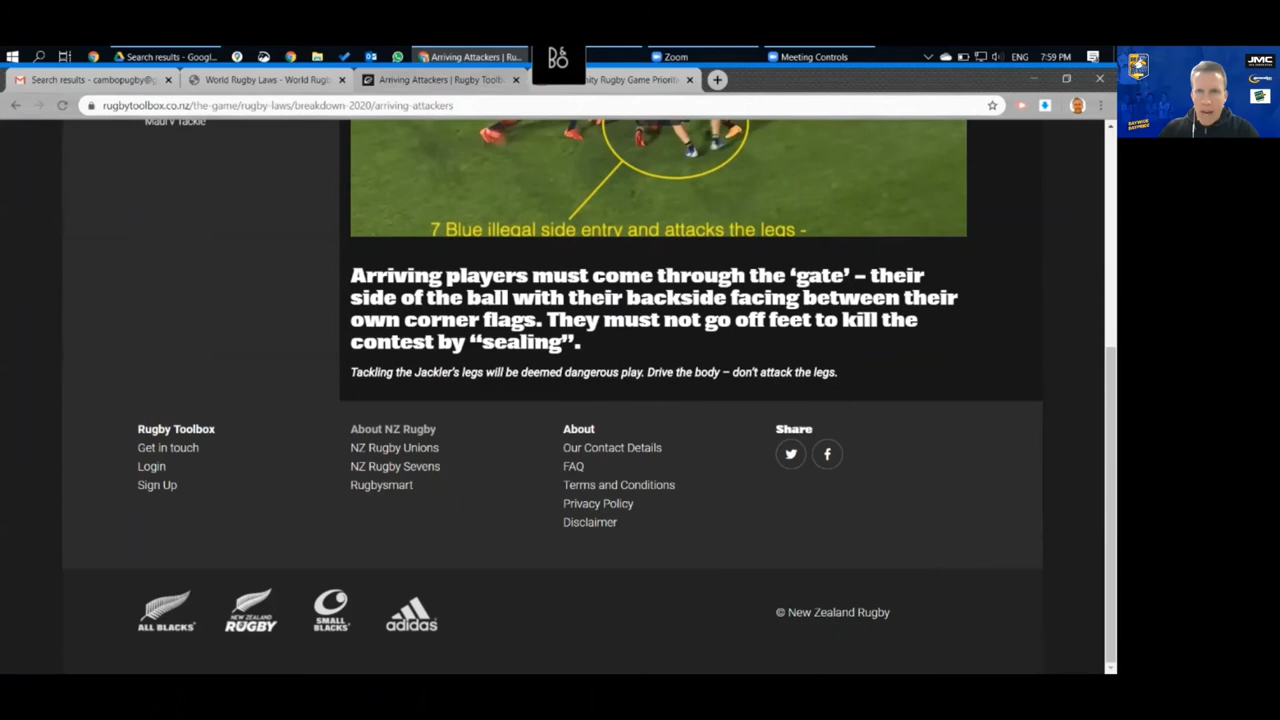 Search results - Googl...
Arriving Attackers | Ru...
B&
BO
Zoom
Meeting Controls
ENG
7:59 PM
Search results - cambopugby@g
World Rugby Laws - World Rugb
Arriving Attackers | Rugby Toolb
nity Rugby Game Prioriti
rugbytoolbox.co.nz/the-game/rugby-laws/breakdown-2020/arriving-attackers
JMC
7 Blue illegal side entry and attacks the legs -
Arriving players must come through the ‘gate’ – their
side of the ball with their backside facing between their
own corner flags. They must not go off feet to kill the
contest by “sealing”.
Tackling the Jackler's legs will be deemed dangerous play. Drive the body – don't attack the legs.
Rugby Toolbox
Get in touch
Login
Sign Up
About NZ Rugby
NZ Rugby Unions
NZ Rugby Sevens
Rugbysmart
About
Our Contact Details
FAQ
Terms and Conditions
Privacy Policy
Disclaimer
Share
ALL BLACKS
NEW ZEALAND
RUGBY
SMALL
BLACKS
adidas
© New Zealand Rugby